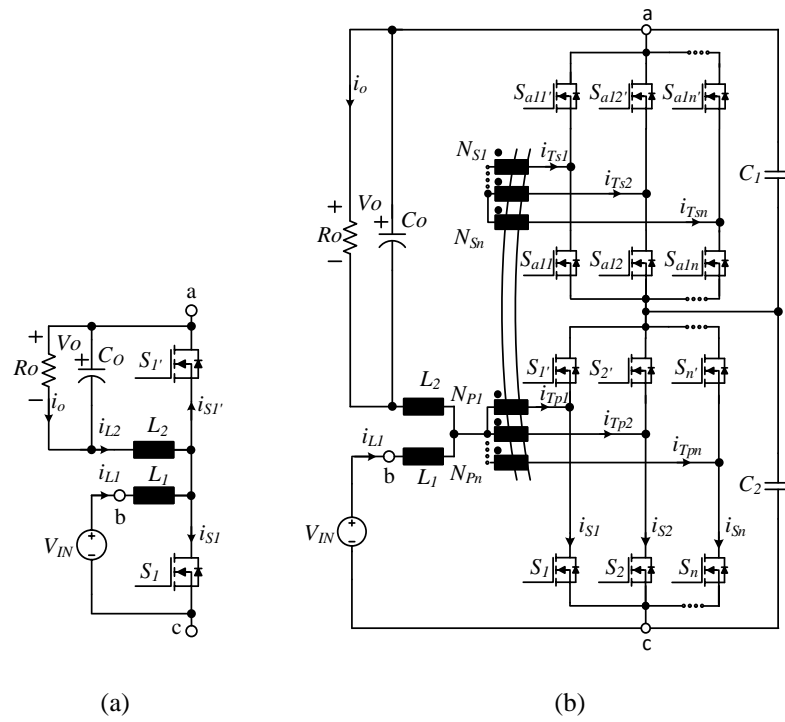 a
+
Vo
Ro
+
Co
−
io
S1'
iS1'
iL2
L2
iL1
L1
b
VIN
+
−
iS1
S1
c
(a)
a
io
+
Vo
Ro
+
Co
−
Sa11'
Sa12'
Sa1n'
NS1
iTs1
iTs2
iTsn
NSn
C1
Sa11
Sa12
Sa1n
S1'
S2'
Sn'
L2
NP1
iTp1
iTp2
iTpn
NPn
iL1
b
L1
C2
VIN
+
−
iS1
iS2
iSn
S1
S2
Sn
c
(b)